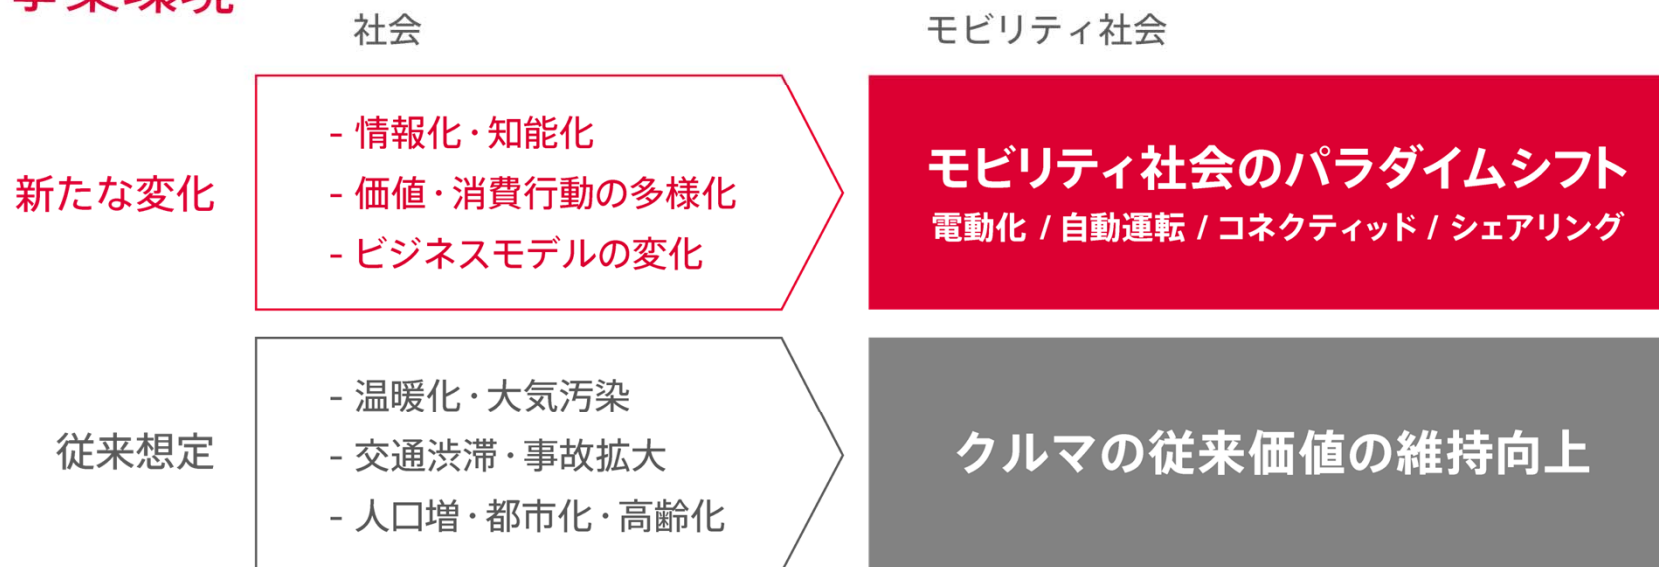 事業環境
社会
モビリティ社会
新たな変化
- 情報化・知能化
- 価値・消費行動の多様化
- ビジネスモデルの変化
モビリティ社会のパラダイムシフト
電動化 / 自動運転 / コネクティッド / シェアリング
従来想定
- 温暖化・大気汚染
- 交通渋滞・事故拡大
- 人口増・都市化・高齢化
クルマの従来価値の維持向上